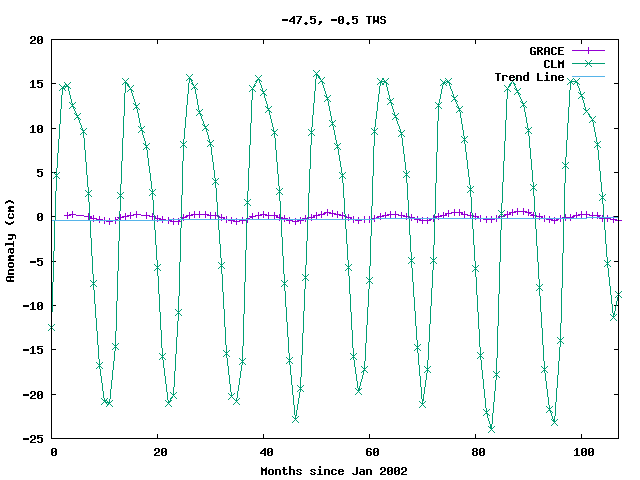 -47.5, -0.5 TWS
GRACE
CLM
Trend Line
20
15
10
5
0
-5
-10
-15
-20
-25
Anomaly (cm)
0 20 40 60 80 100
Months since Jan 2002